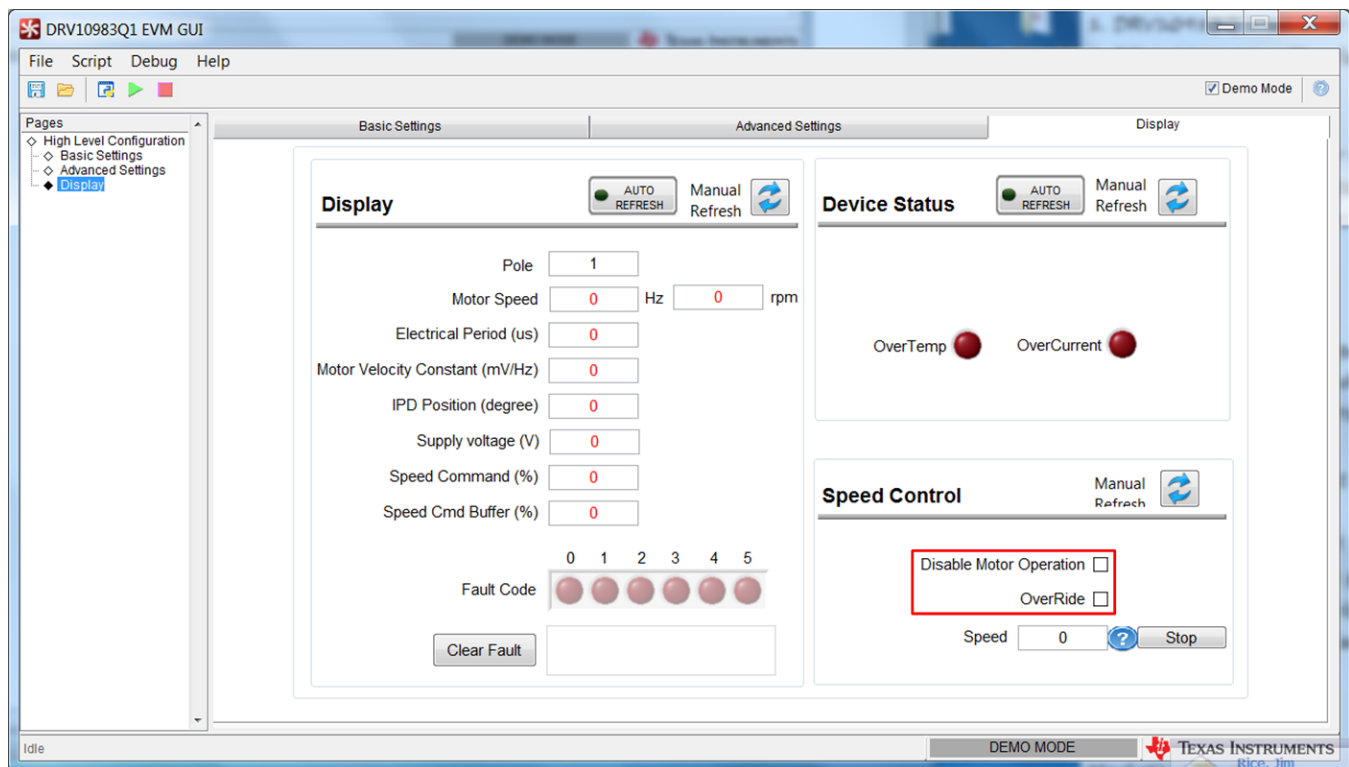 DRV10983Q1 EVM GUI
File Script Debug Help
Demo Mode
Pages
High Level Configuration
Basic Settings
Advanced Settings
Display
Basic Settings
Advanced Settings
Display
Display
AUTO REFRESH
Manual Refresh
Pole 1
Motor Speed 0 Hz 0 rpm
Electrical Period (us) 0
Motor Velocity Constant (mV/Hz) 0
IPD Position (degree) 0
Supply voltage (V) 0
Speed Command (%) 0
Speed Cmd Buffer (%) 0
0 1 2 3 4 5
Fault Code
Clear Fault
Device Status
AUTO REFRESH
Manual Refresh
OverTemp
OverCurrent
Speed Control
Manual Refresh
Disable Motor Operation
OverRide
Speed 0 ? Stop
Idle
DEMO MODE
TEXAS INSTRUMENTS
Rice, Jim